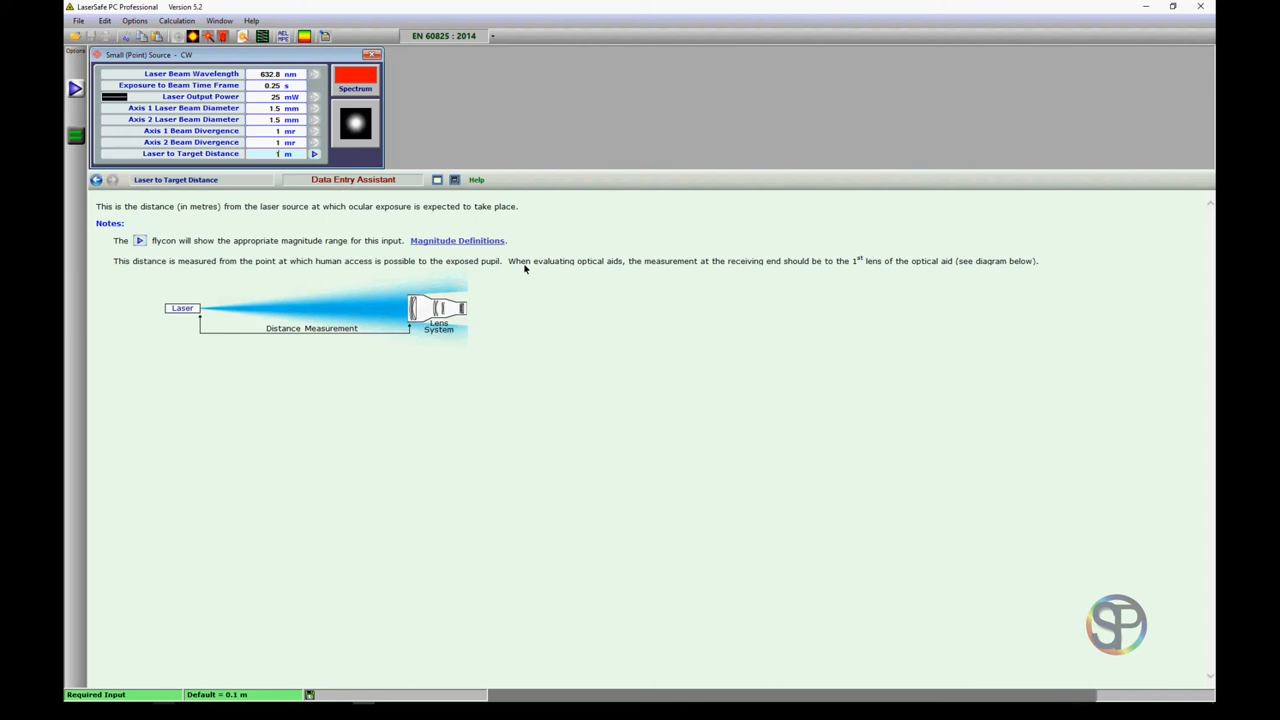 LaserSafe PC Professional Version 5.2
File Edit Options Calculation Window Help
AEL
MPE
EN 60825 : 2014
Options
Small (Point) Source - CW
Laser Beam Wavelength 632.8 nm
Exposure to Beam Time Frame 0.25 s
Laser Output Power 25 mW
Spectrum
Axis 1 Laser Beam Diameter 1.5 mm
Axis 2 Laser Beam Diameter 1.5 mm
Axis 1 Beam Divergence 1 mr
Axis 2 Beam Divergence 1 mr
Laser to Target Distance 1 m
Laser to Target Distance Data Entry Assistant Help
This is the distance (in metres) from the laser source at which ocular exposure is expected to take place.
Notes:
The flycon will show the appropriate magnitude range for this input. Magnitude Definitions.
This distance is measured from the point at which human access is possible to the exposed pupil. When evaluating optical aids, the measurement at the receiving end should be to the 1st lens of the optical aid (see diagram below).
Laser
Distance Measurement
Lens
System
SP
Required Input Default = 0.1 m